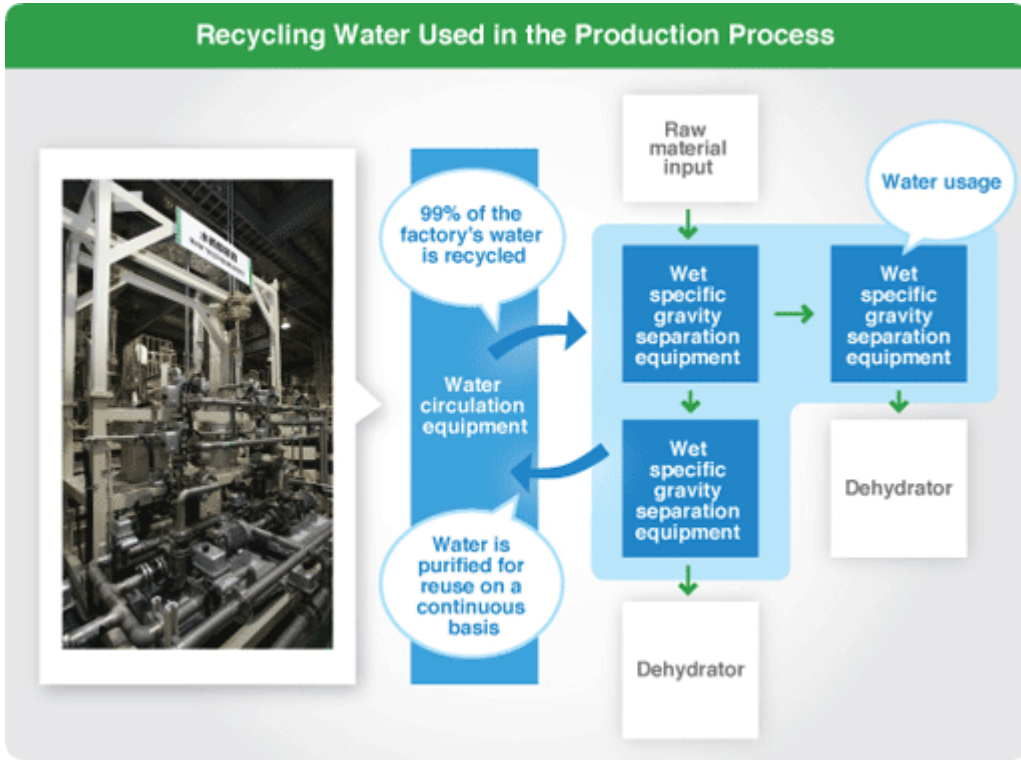 Recycling Water Used in the Production Process
Raw
material
input
Water usage
99% of the
factory's water
is recycled
Wet
specific
gravity
separation
equipment
Wet
specific
gravity
separation
equipment
Water
circulation
equipment
Wet
specific
gravity
separation
equipment
Dehydrator
Water is
purified for
reuse on a
continuous
basis
Dehydrator